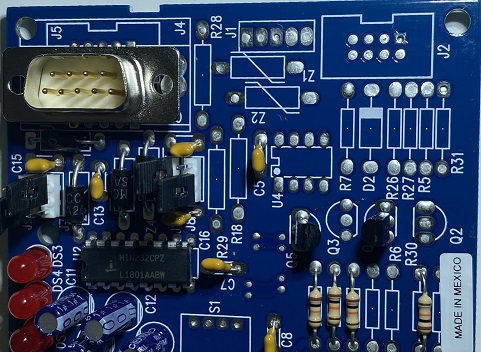 J5
J4
R28
J1
J2
Z1
Z2
C15
C5
U4
R7
D2
R26
R27
R5
R31
C13
C16
R29
R18
Q5
Q3
R6
R30
Q2
DS3
DS4
HIN232CPZ
L1801AABW
C12
S1
C8
MADE IN MEXICO